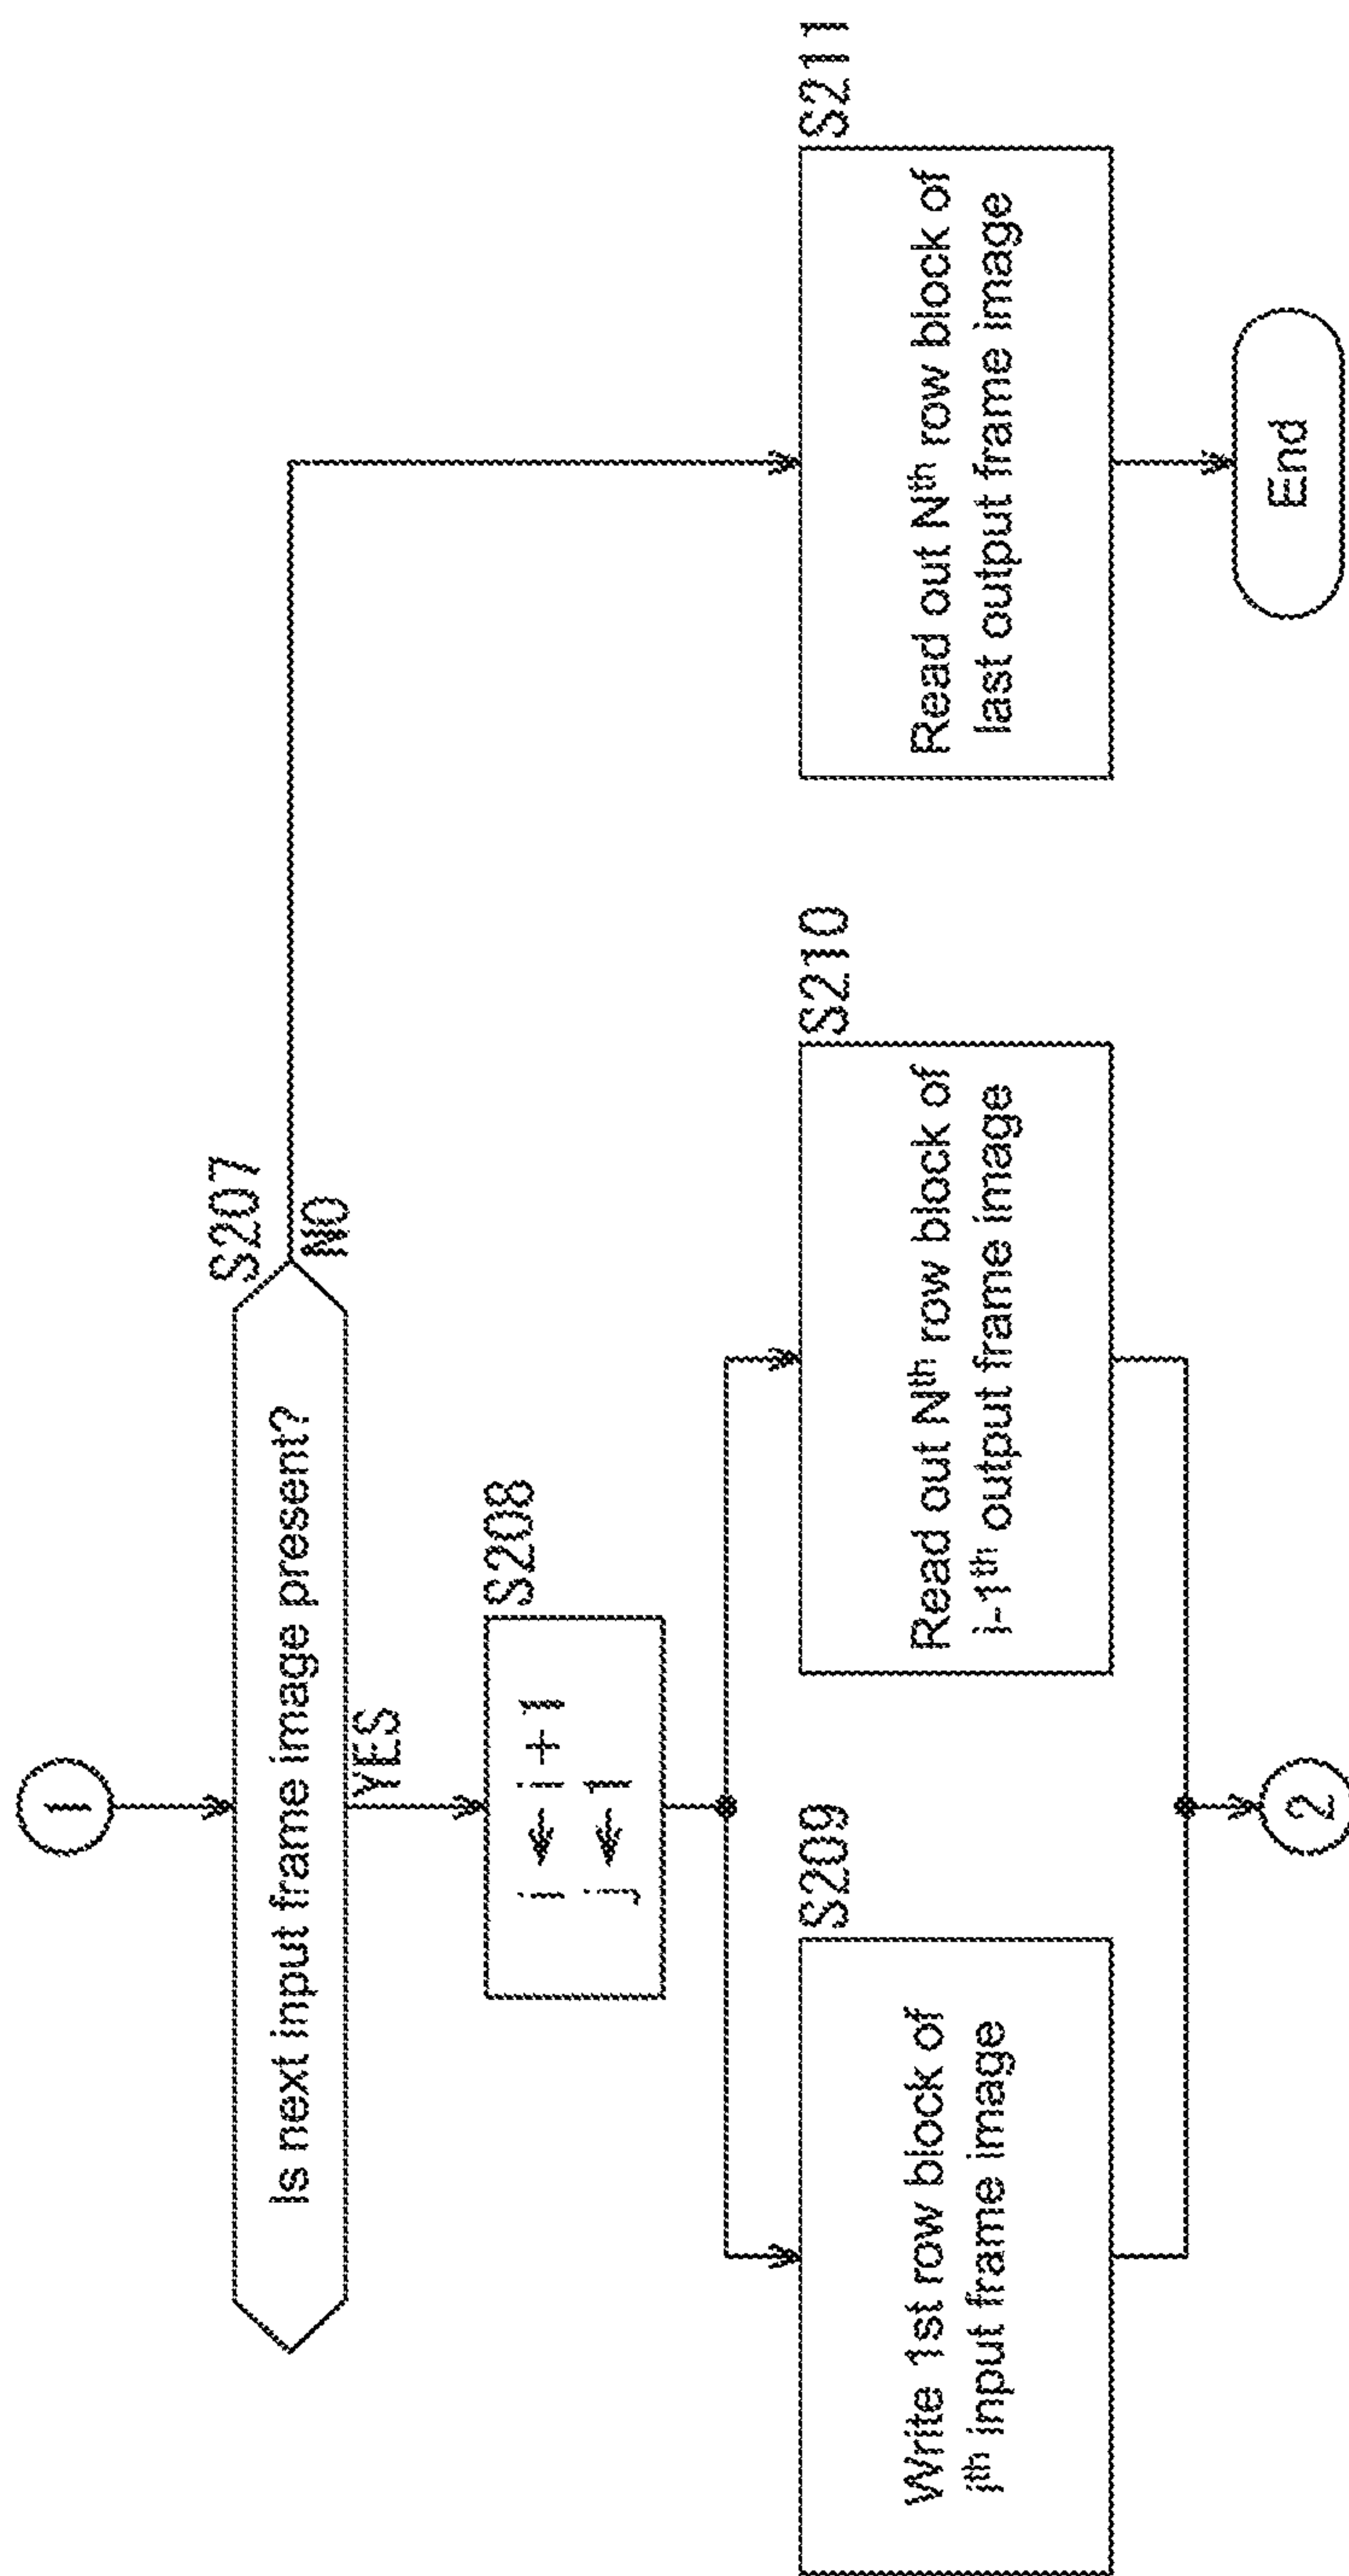 1
S207
Is next input frame image present?
NO
YES
S208
i ← i+1
j ← 1
S209
Write 1st row block of
iᵗʰ input frame image
S210
Read out Nᵗʰ row block of
i-1ᵗʰ output frame image
S211
Read out Nᵗʰ row block of
last output frame image
2
End